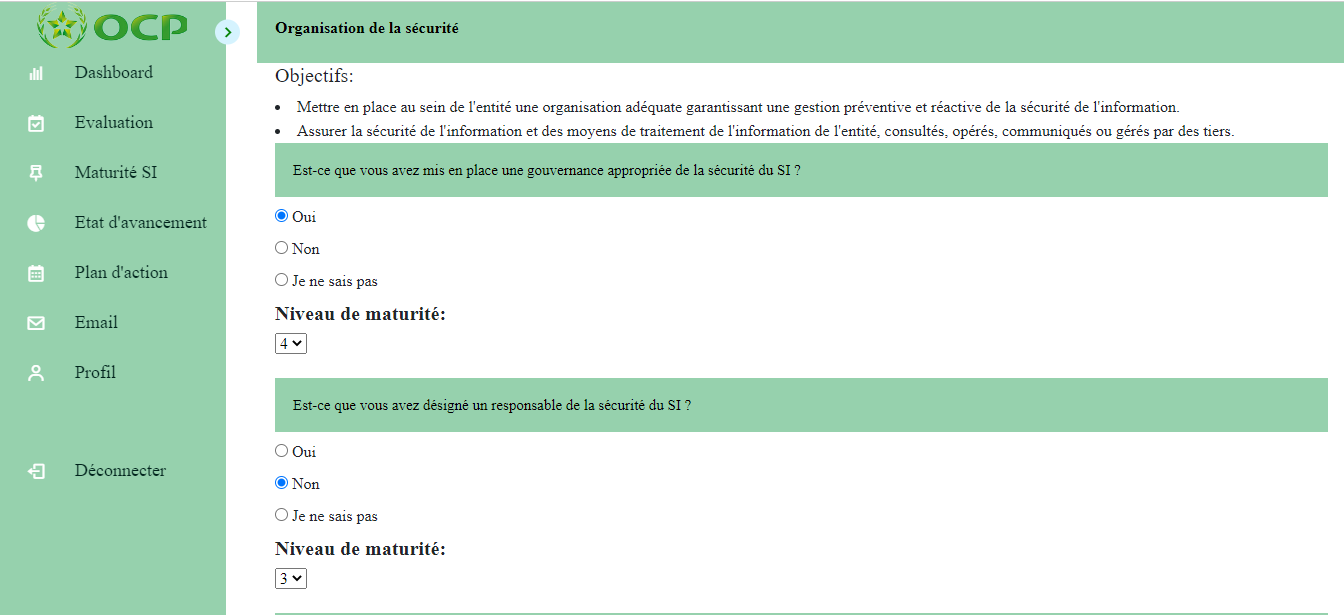 OCP
Dashboard
Evaluation
Maturité SI
Etat d'avancement
Plan d'action
Email
Profil
Déconnecter
Organisation de la sécurité
Objectifs:
• Mettre en place au sein de l'entité une organisation adéquate garantissant une gestion préventive et réactive de la sécurité de l'information.
• Assurer la sécurité de l'information et des moyens de traitement de l'information de l'entité, consultés, opérés, communiqués ou gérés par des tiers.
Est-ce que vous avez mis en place une gouvernance appropriée de la sécurité du SI ?
Oui
Non
Je ne sais pas
Niveau de maturité:
4
Est-ce que vous avez désigné un responsable de la sécurité du SI ?
Oui
Non
Je ne sais pas
Niveau de maturité:
3